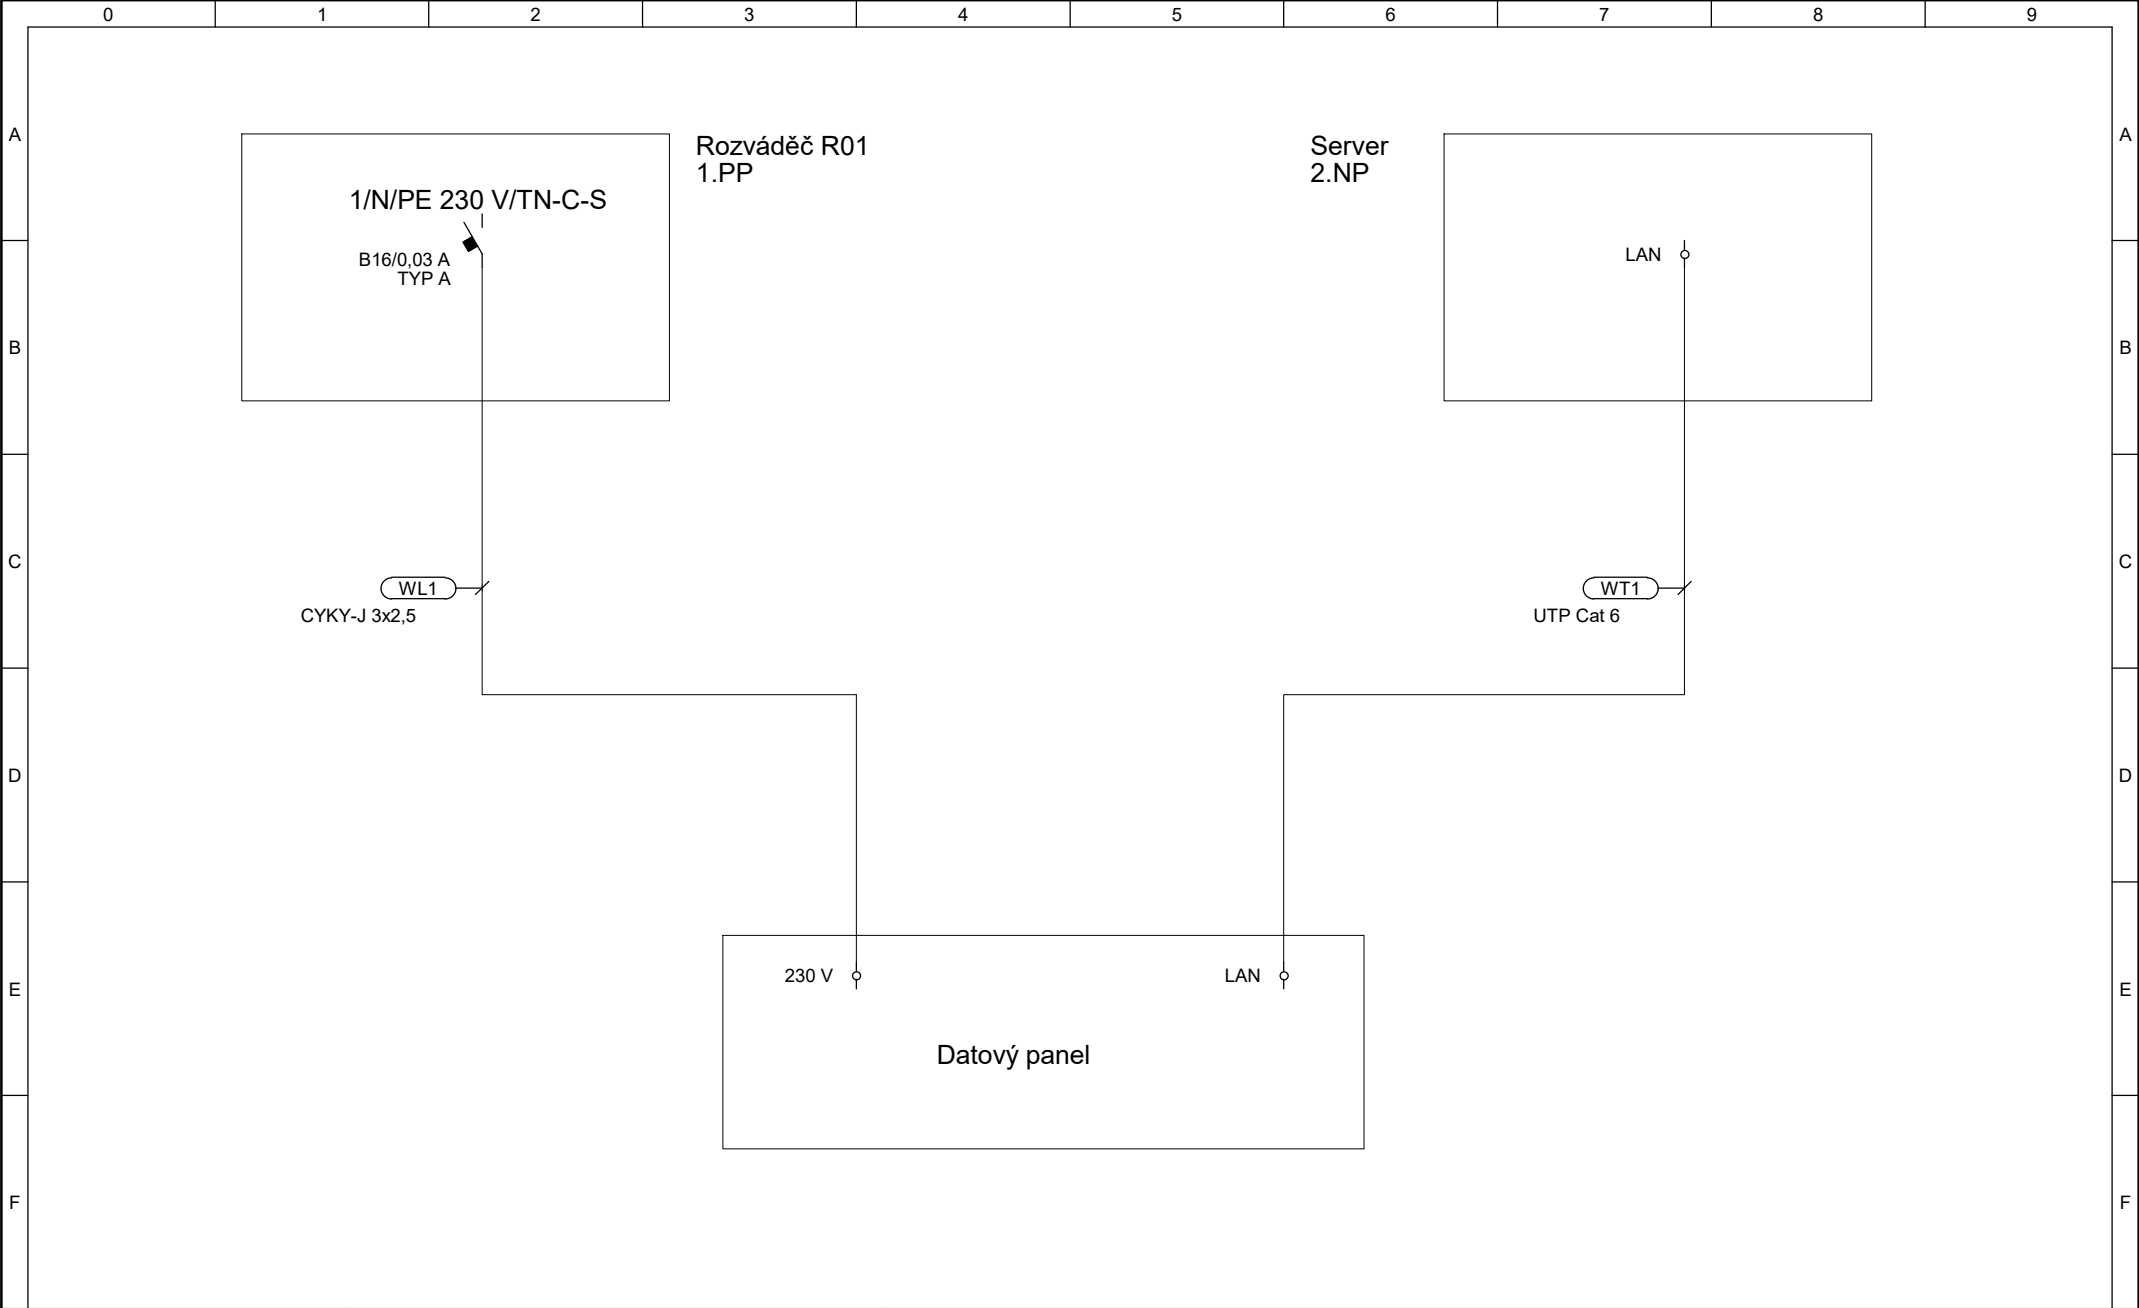 0 1 2 3 4 5 6 7 8 9
A A
Rozváděč R01
1.PP
Server
2.NP
1/N/PE 230 V/TN-C-S
B16/0,03 A
TYP A
LAN
B B
C C
WL1
CYKY-J 3x2,5
WT1
UTP Cat 6
D D
230 V
LAN
E E
Datový panel
F F